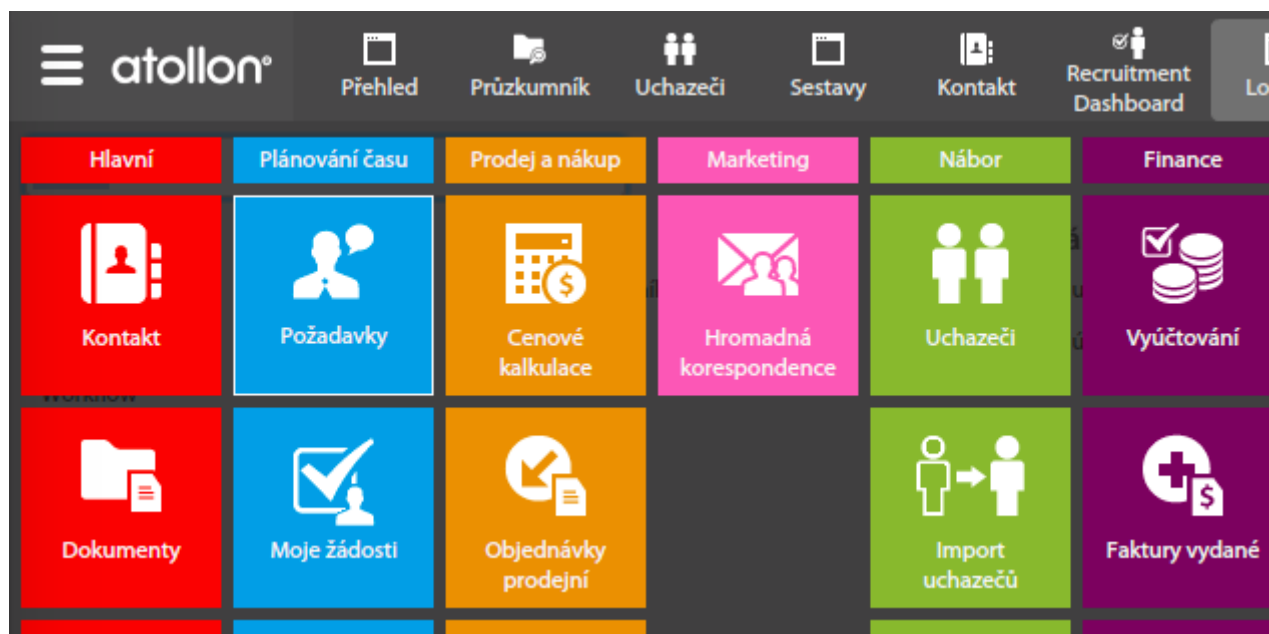 atollon
Přehled
Průzkumník
Uchazeči
Sestavy
Kontakt
Recruitment
Dashboard
Hlavní
Plánování času
Prodej a nákup
Marketing
Nábor
Finance
Kontakt
Požadavky
Cenové
kalkulace
Hromadná
korespondence
Uchazeči
Vyúčtování
Workflow
Dokumenty
Moje žádosti
Objednávky
prodejní
Import
uchazečů
Faktury vydané